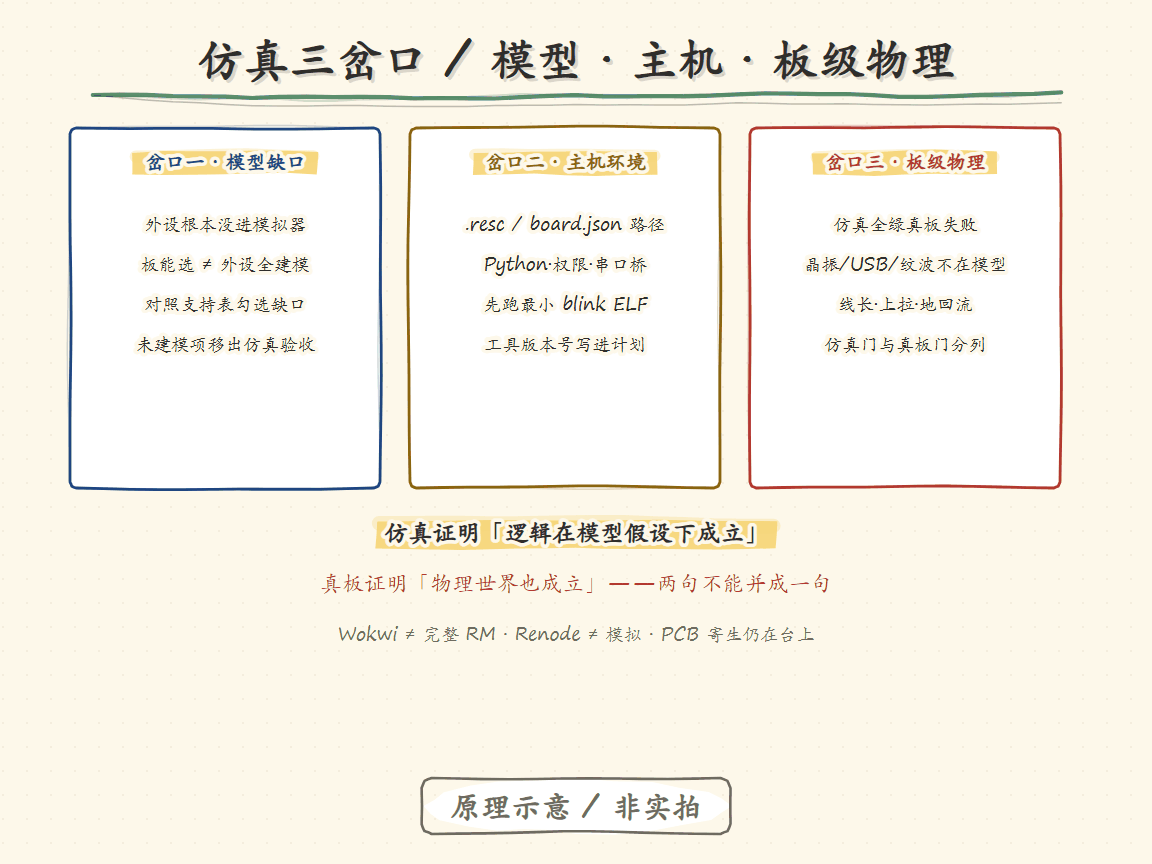 仿真三岔口 / 模型 · 主机 · 板级物理
岔口一 · 模型缺口
外设根本没进模拟器
板能选 ≠ 外设全建模
对照支持表勾选缺口
未建模项移出仿真验收
岔口二 · 主机环境
.resc / board.json 路径
Python·权限·串口桥
先跑最小 blink ELF
工具版本号写进计划
岔口三 · 板级物理
仿真全绿真板失败
晶振/USB/纹波不在模型
线长·上拉·地回流
仿真门与真板门分列
仿真证明「逻辑在模型假设下成立」
真板证明「物理世界也成立」——两句不能并成一句
Wokwi ≠ 完整 RM · Renode ≠ 模拟 · PCB 寄生仍在台上
原理示意 / 非实拍